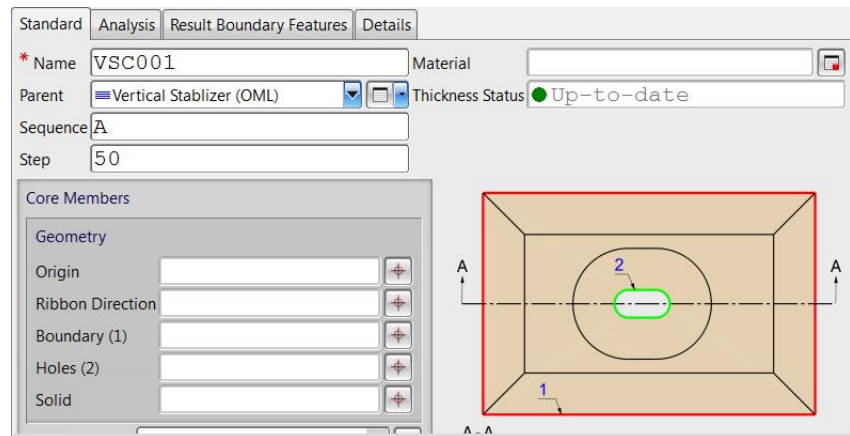 Standard Analysis Result Boundary Features Details
* Name VSC001 Material
Parent Vertical Stablizer (OML) Thickness Status Up-to-date
Sequence A
Step 50
Core Members
Geometry
Origin
Ribbon Direction
Boundary (1)
Holes (2)
Solid
A 2 A
1
A-A